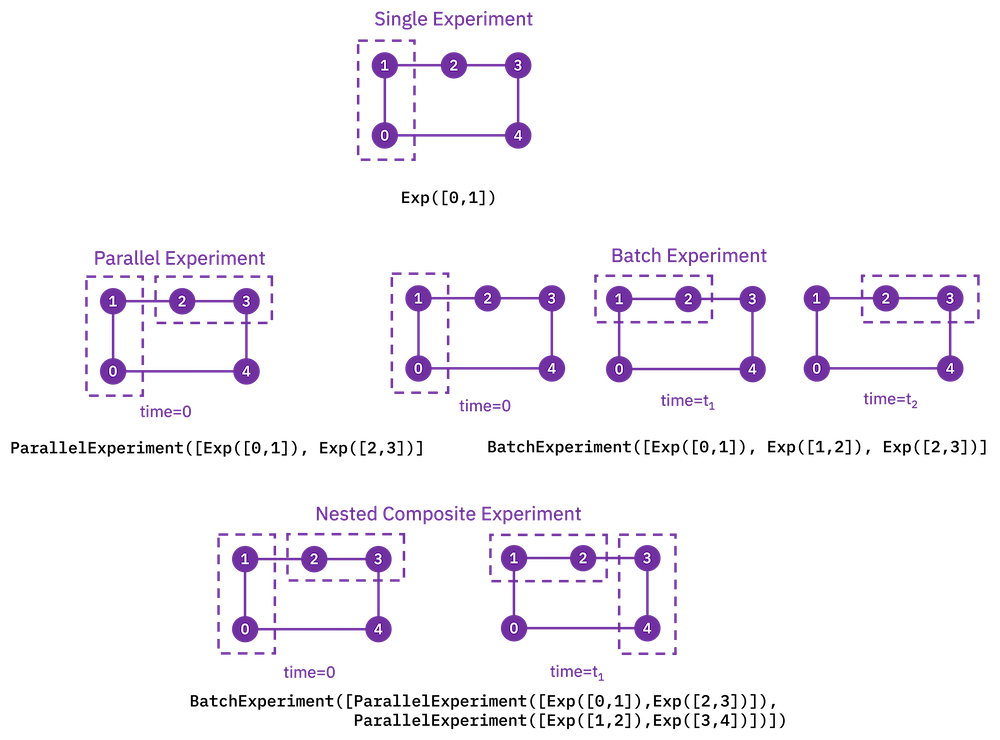 Single Experiment
1 2 3
0 4
Exp([0,1])
Parallel Experiment
1 2 3
0 4
time=0
ParallelExperiment([Exp([0,1]), Exp([2,3])]
Batch Experiment
1 2 3
0 4
time=0
1 2 3
0 4
time=t₁
1 2 3
0 4
time=t₂
BatchExperiment([Exp([0,1]), Exp([1,2]), Exp([2,3])]
Nested Composite Experiment
1 2 3
0 4
time=0
1 2 3
0 4
time=t₁
BatchExperiment([ParallelExperiment([Exp([0,1]),Exp([2,3])]),
ParallelExperiment([Exp([1,2]),Exp([3,4])])])